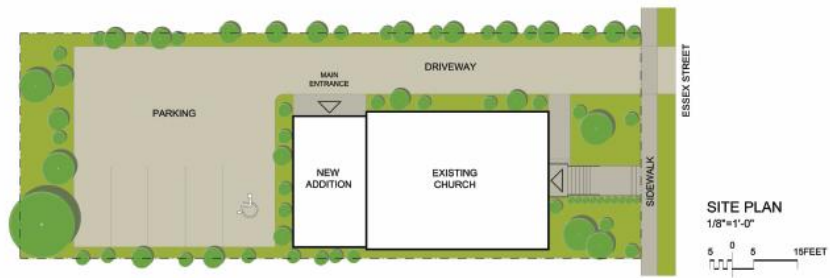 DRIVEWAY
MAIN
ENTRANCE
PARKING
NEW
ADDITION
EXISTING
CHURCH
SIDEWALK
ESSEX STREET
SITE PLAN
1/8"=1'-0"
5 0 5 15FEET